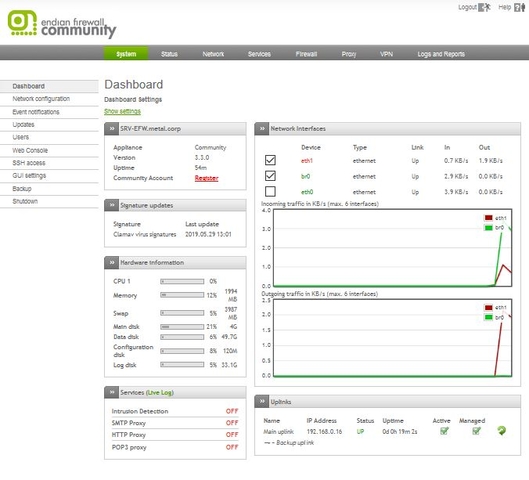 Logout Help
endian firewall
community
System Status Network Services Firewall Proxy VPN Logs and Reports
Dashboard
Network configuration
Event notifications
Updates
Users
Web Console
SSH access
GUI settings
Backup
Shutdown
Dashboard
Dashboard Settings
Show settings
SRV-EFW.metal.corp
Appliance Community
Version 3.3.0
Uptime 54m
Community Account Register
Signature updates
Signature Last update
Clamav virus signatures 2019.05.29 13:01
Hardware information
CPU 1 0%
Memory 12% 1994 MB
Swap 5% 3987 MB
Main disk 21% 4G
Data disk 6% 49.7G
Configuration disk 8% 120M
Log disk 5% 33.1G
Services (Live Log)
Intrusion Detection OFF
SMTP Proxy OFF
HTTP Proxy OFF
POP3 proxy OFF
Network Interfaces
Device Type Link In Out
eth1 ethernet Up 0.7 KB/s 1.9 KB/s
br0 ethernet Up 2.9 KB/s 0.0 KB/s
eth0 ethernet Up 3.9 KB/s 0.0 KB/s
Incoming traffic in KB/s (max. 6 interfaces)
4.0
3.0
2.0
1.0
0.0
eth1
br0
Outgoing traffic in KB/s (max. 6 interfaces)
2.5
2.0
1.5
1.0
0.5
0.0
eth1
br0
Uplinks
Name IP Address Status Uptime Active Managed
Main uplink 192.168.0.16 UP 0d 0h 19m 2s
Backup uplink